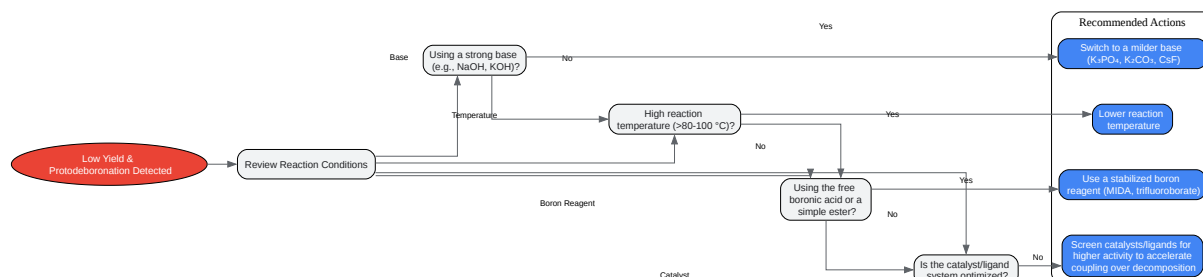 Recommended Actions
Yes
Base
Using a strong base
(e.g., NaOH, KOH)?
No
Switch to a milder base
(K₃PO₄, K₂CO₃, CsF)
Temperature
High reaction
temperature (>80-100 °C)?
Yes
Lower reaction
temperature
No
Low Yield &
Protodeboronation Detected
Review Reaction Conditions
Using the free
boronic acid or a
simple ester?
Yes
Use a stabilized boron
reagent (MIDA, trifluoroborate)
Boron Reagent
No
Is the catalyst/ligand
system optimized?
No
Screen catalysts/ligands for
higher activity to accelerate
coupling over decomposition
Catalyst